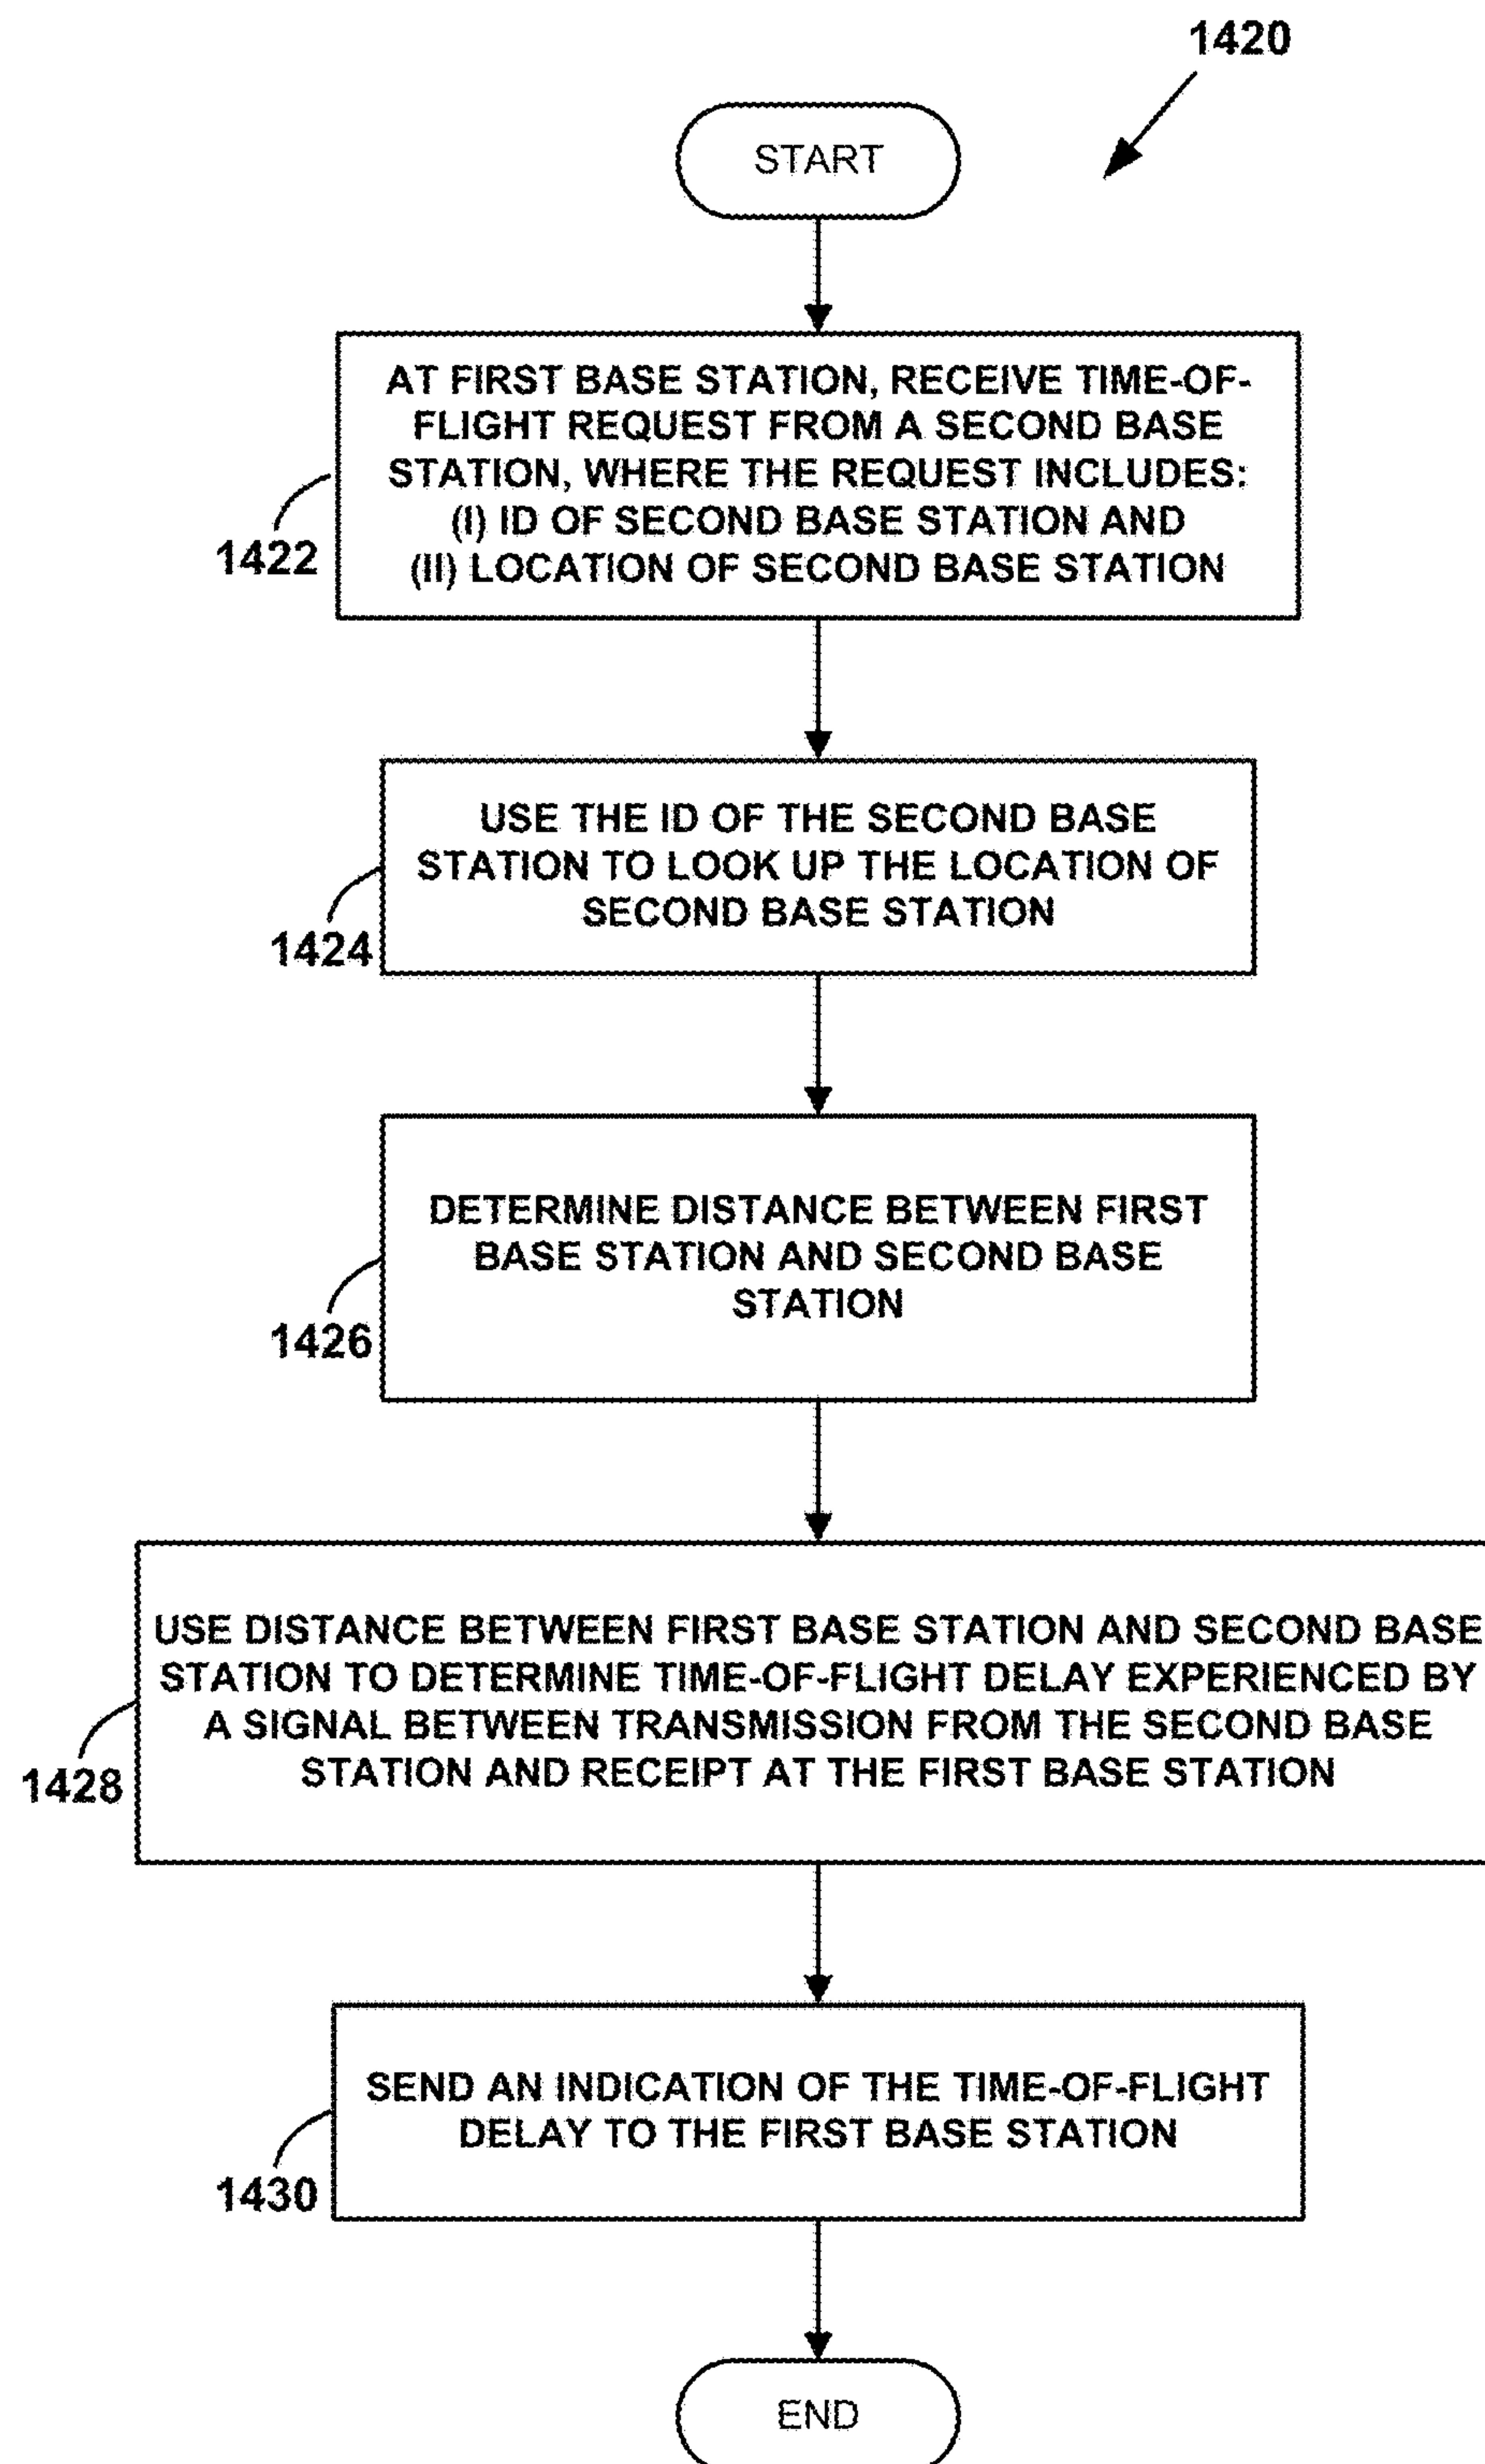 1420
START
AT FIRST BASE STATION, RECEIVE TIME-OF-
FLIGHT REQUEST FROM A SECOND BASE
STATION, WHERE THE REQUEST INCLUDES:
(I) ID OF SECOND BASE STATION AND
(II) LOCATION OF SECOND BASE STATION
1422
USE THE ID OF THE SECOND BASE
STATION TO LOOK UP THE LOCATION OF
SECOND BASE STATION
1424
DETERMINE DISTANCE BETWEEN FIRST
BASE STATION AND SECOND BASE
STATION
1426
USE DISTANCE BETWEEN FIRST BASE STATION AND SECOND BASE
STATION TO DETERMINE TIME-OF-FLIGHT DELAY EXPERIENCED BY
A SIGNAL BETWEEN TRANSMISSION FROM THE SECOND BASE
STATION AND RECEIPT AT THE FIRST BASE STATION
1428
SEND AN INDICATION OF THE TIME-OF-FLIGHT
DELAY TO THE FIRST BASE STATION
1430
END